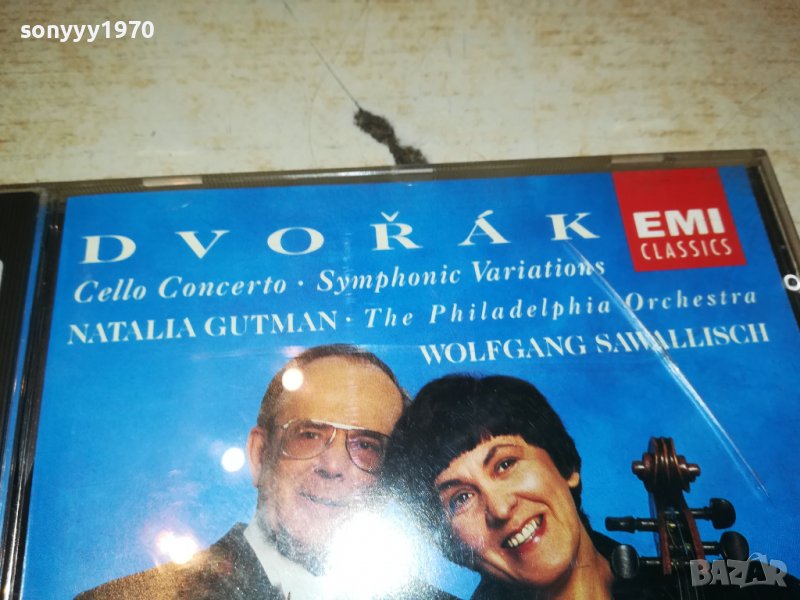 sonyyy1970
DVOŘÁK
EMI
CLASSICS
Cello Concerto · Symphonic Variations
NATALIA GUTMAN · The Philadelphia Orchestra
WOLFGANG SAWALLISCH
BAZAR